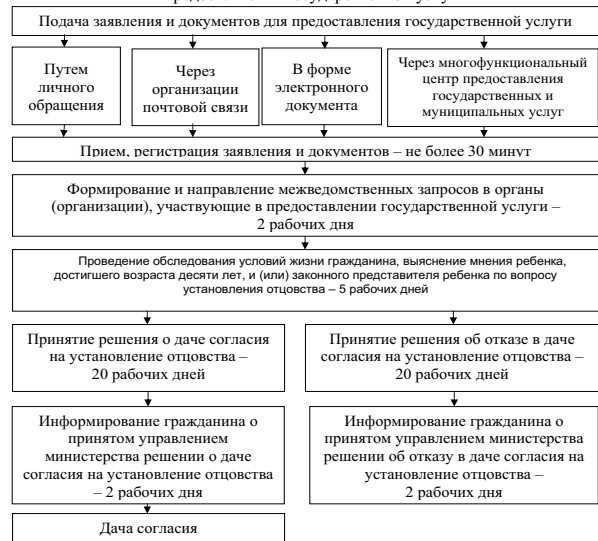 Подача заявления и документов для предоставления государственной услуги
Путем
личного
обращения
Через
организации
почтовой связи
В форме
электронного
документа
Через многофункциональный
центр предоставления
государственных и
муниципальных услуг
Прием, регистрация заявления и документов – не более 30 минут
Формирование и направление межведомственных запросов в органы
(организации), участвующие в предоставлении государственной услуги –
2 рабочих дня
Проведение обследования условий жизни гражданина, выяснение мнения ребенка,
достигшего возраста десяти лет, и (или) законного представителя ребенка по вопросу
установления отцовства – 5 рабочих дней
Принятие решения о даче согласия
на установление отцовства –
20 рабочих дней
Принятие решения об отказе в даче
согласия на установление отцовства –
20 рабочих дней
Информирование гражданина о
принятом управлением
министерства решении о даче
согласия на установление отцовства
– 2 рабочих дня
Информирование гражданина о
принятом управлением министерства
решении об отказу в даче согласия на
установление отцовства –
2 рабочих дня
Дача согласия